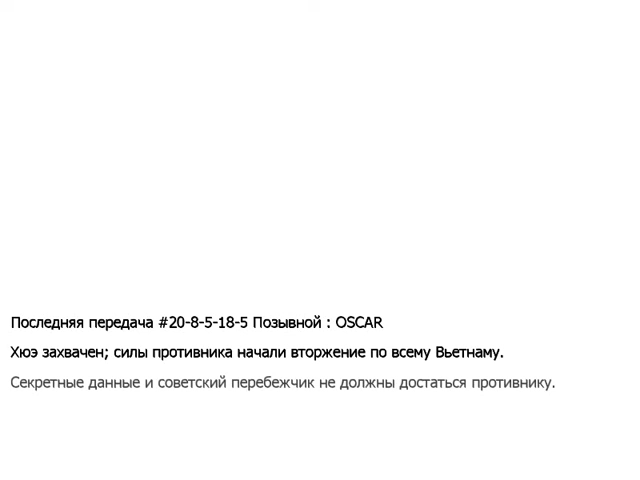 Последняя передача #20-8-5-18-5 Позывной : OSCAR
Хюэ захвачен; силы противника начали вторжение по всему Вьетнаму.
Секретные данные и советский перебежчик не должны достаться противнику.